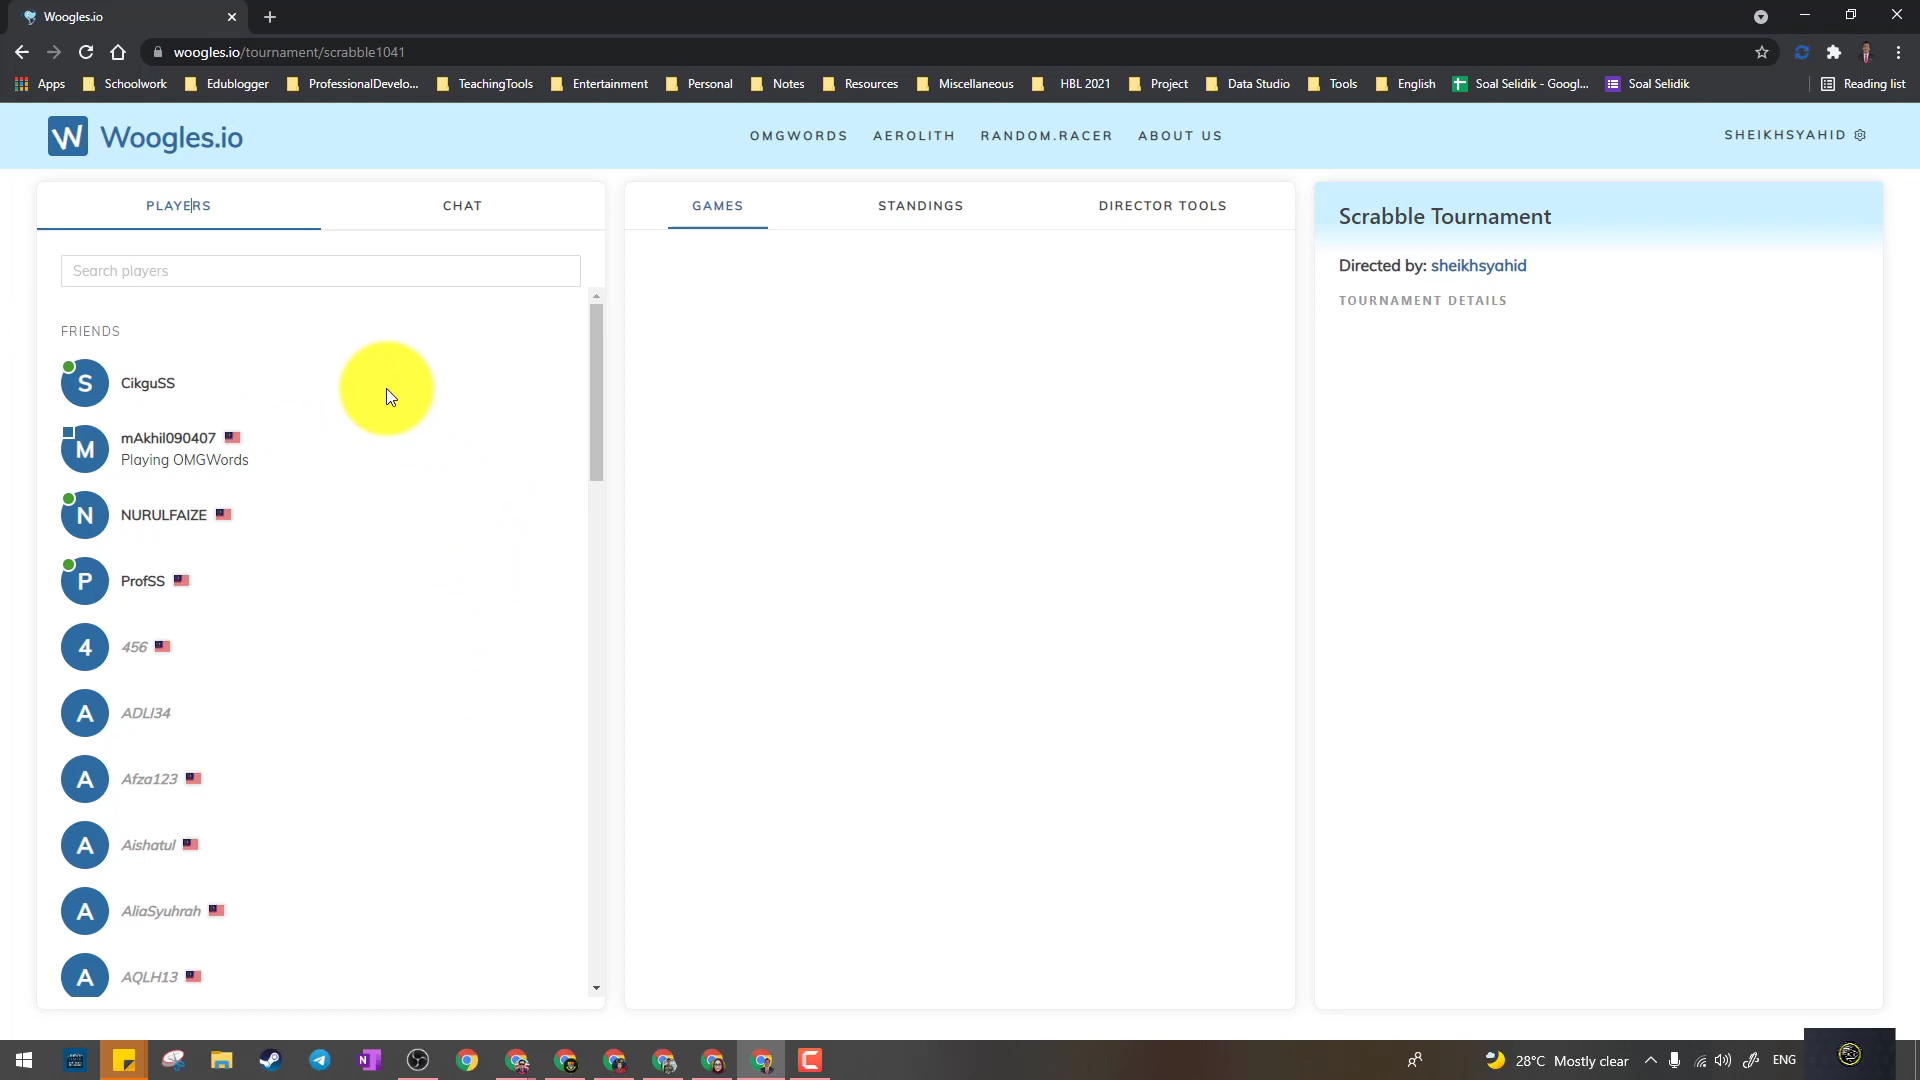 Woogles.io
woogles.io/tournament/scrabble1041
Apps Schoolwork Edublogger ProfessionalDevelo... TeachingTools Entertainment Personal Notes Resources Miscellaneous HBL 2021 Project Data Studio Tools English Soal Selidik - Googl... Soal Selidik Reading list
W Woogles.io OMGWORDS AEROLITH RANDOM.RACER ABOUT US SHEIKHSYAHID
PLAYERS CHAT GAMES STANDINGS DIRECTOR TOOLS
Scrabble Tournament
Directed by: sheikhsyahid
TOURNAMENT DETAILS
Search players
FRIENDS
S CikguSS
M mAkhil090407
Playing OMGWords
N NURULFAIZE
P ProfSS
4 456
A ADLI34
A Afza123
A Aishatul
A AliaSyuhrah
A AQLH13
28°C Mostly clear ENG